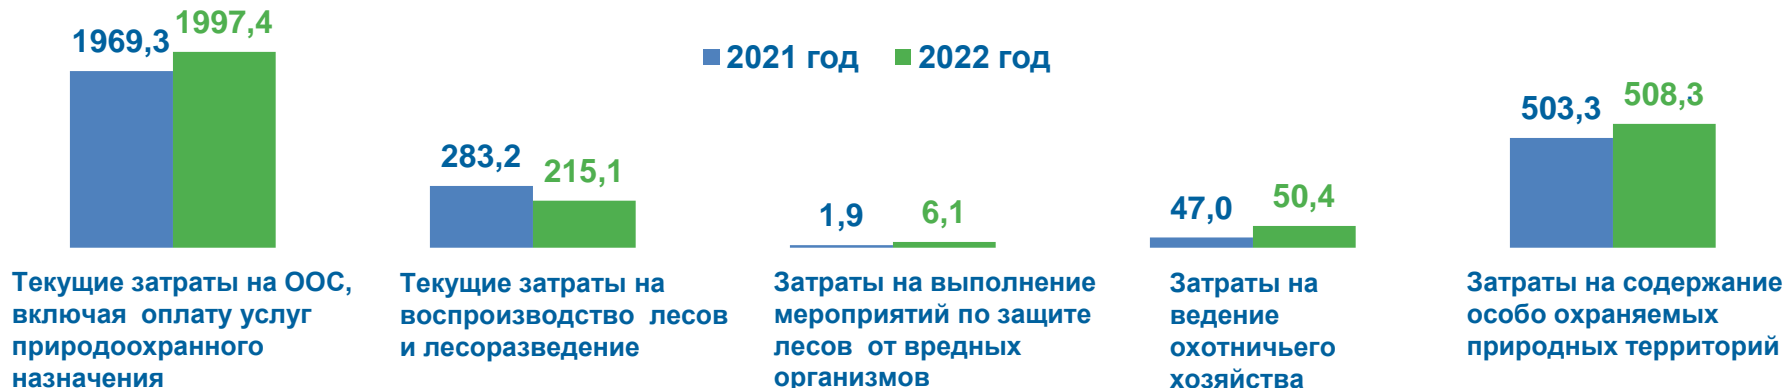 1969,3
1997,4
2021 год
2022 год
283,2
215,1
1,9
6,1
47,0
50,4
503,3
508,3
Текущие затраты на ООС,
включая оплату услуг
природоохранного
назначения
Текущие затраты на
воспроизводство лесов
и лесоразведение
Затраты на выполнение
мероприятий по защите
лесов от вредных
организмов
Затраты на
ведение
охотничьего
хозяйства
Затраты на содержание
особо охраняемых
природных территорий